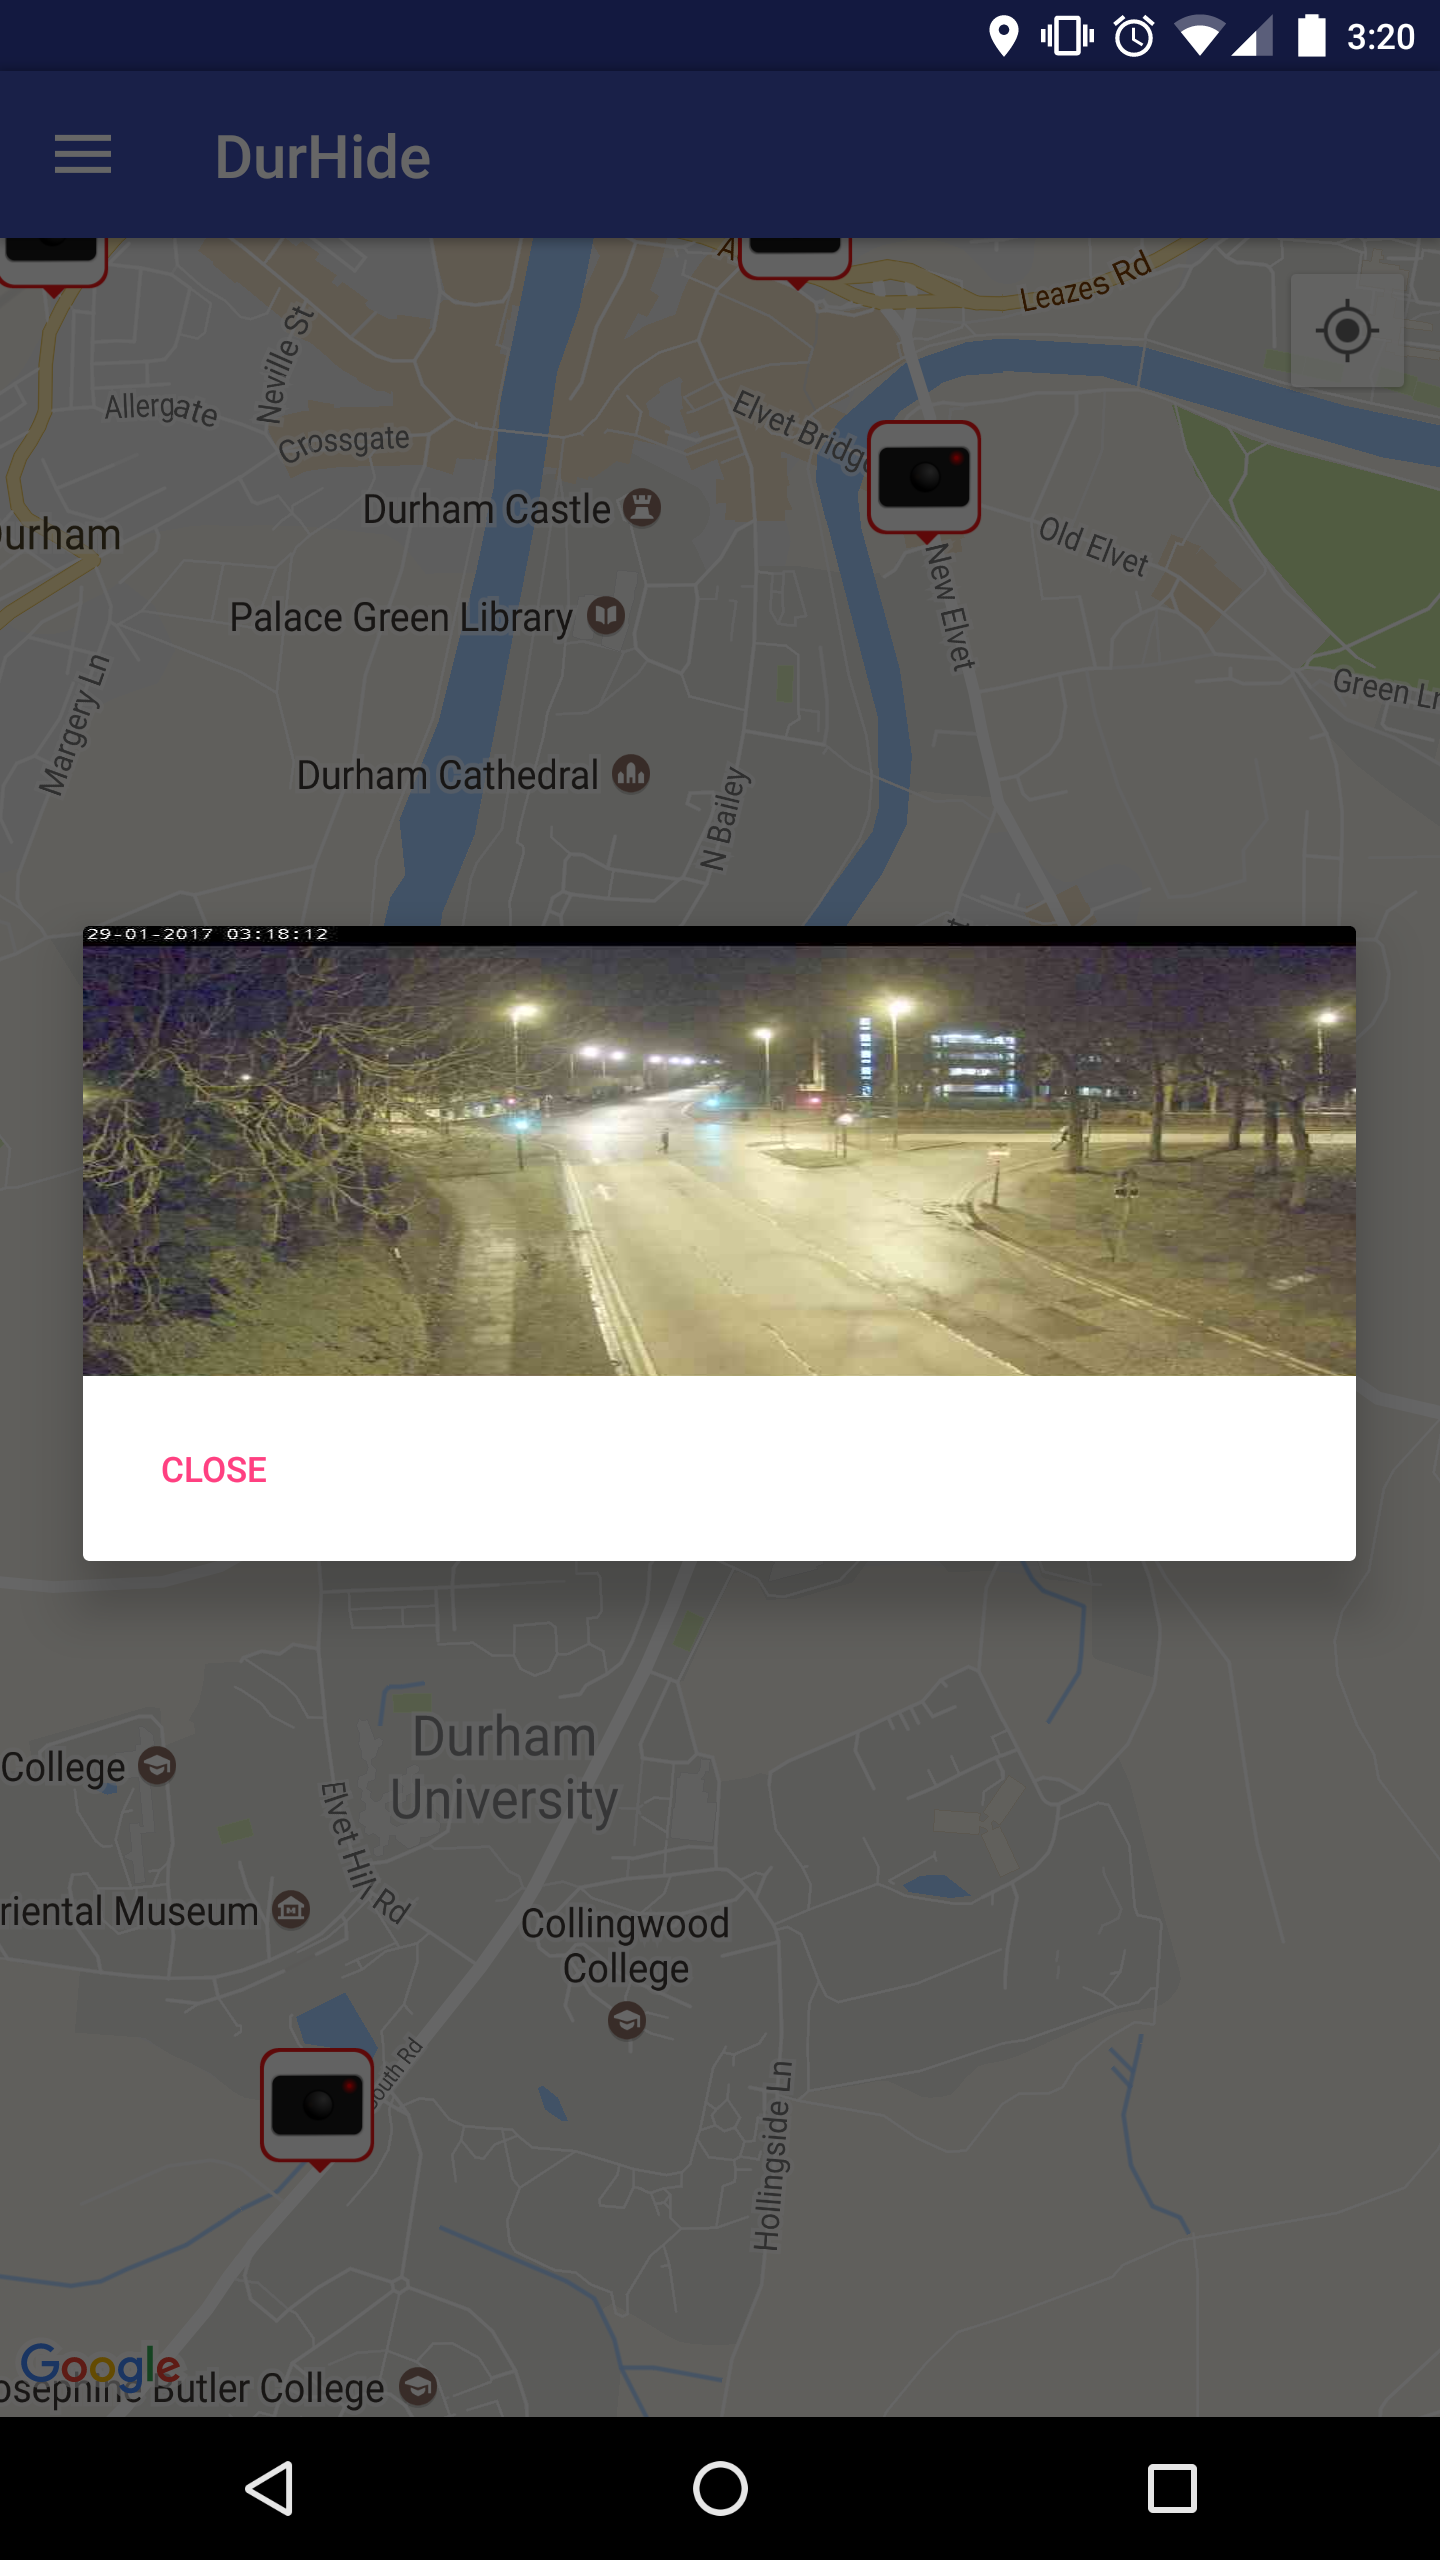 3:20
DurHide
A
Leazes Rd
Neville St
Allergate
Crossgate
Elvet Bridge
Durham Castle
Old Elvet
urham
New Elvet
Palace Green Library
Green Ln
Margery Ln
Durham Cathedral
N Bailey
29-01-2017 03:18:12
CLOSE
Durham
University
College
Elvet Hill Rd
riental Museum
Collingwood
College
South Rd
Hollingside Ln
Google
osephine Butler College